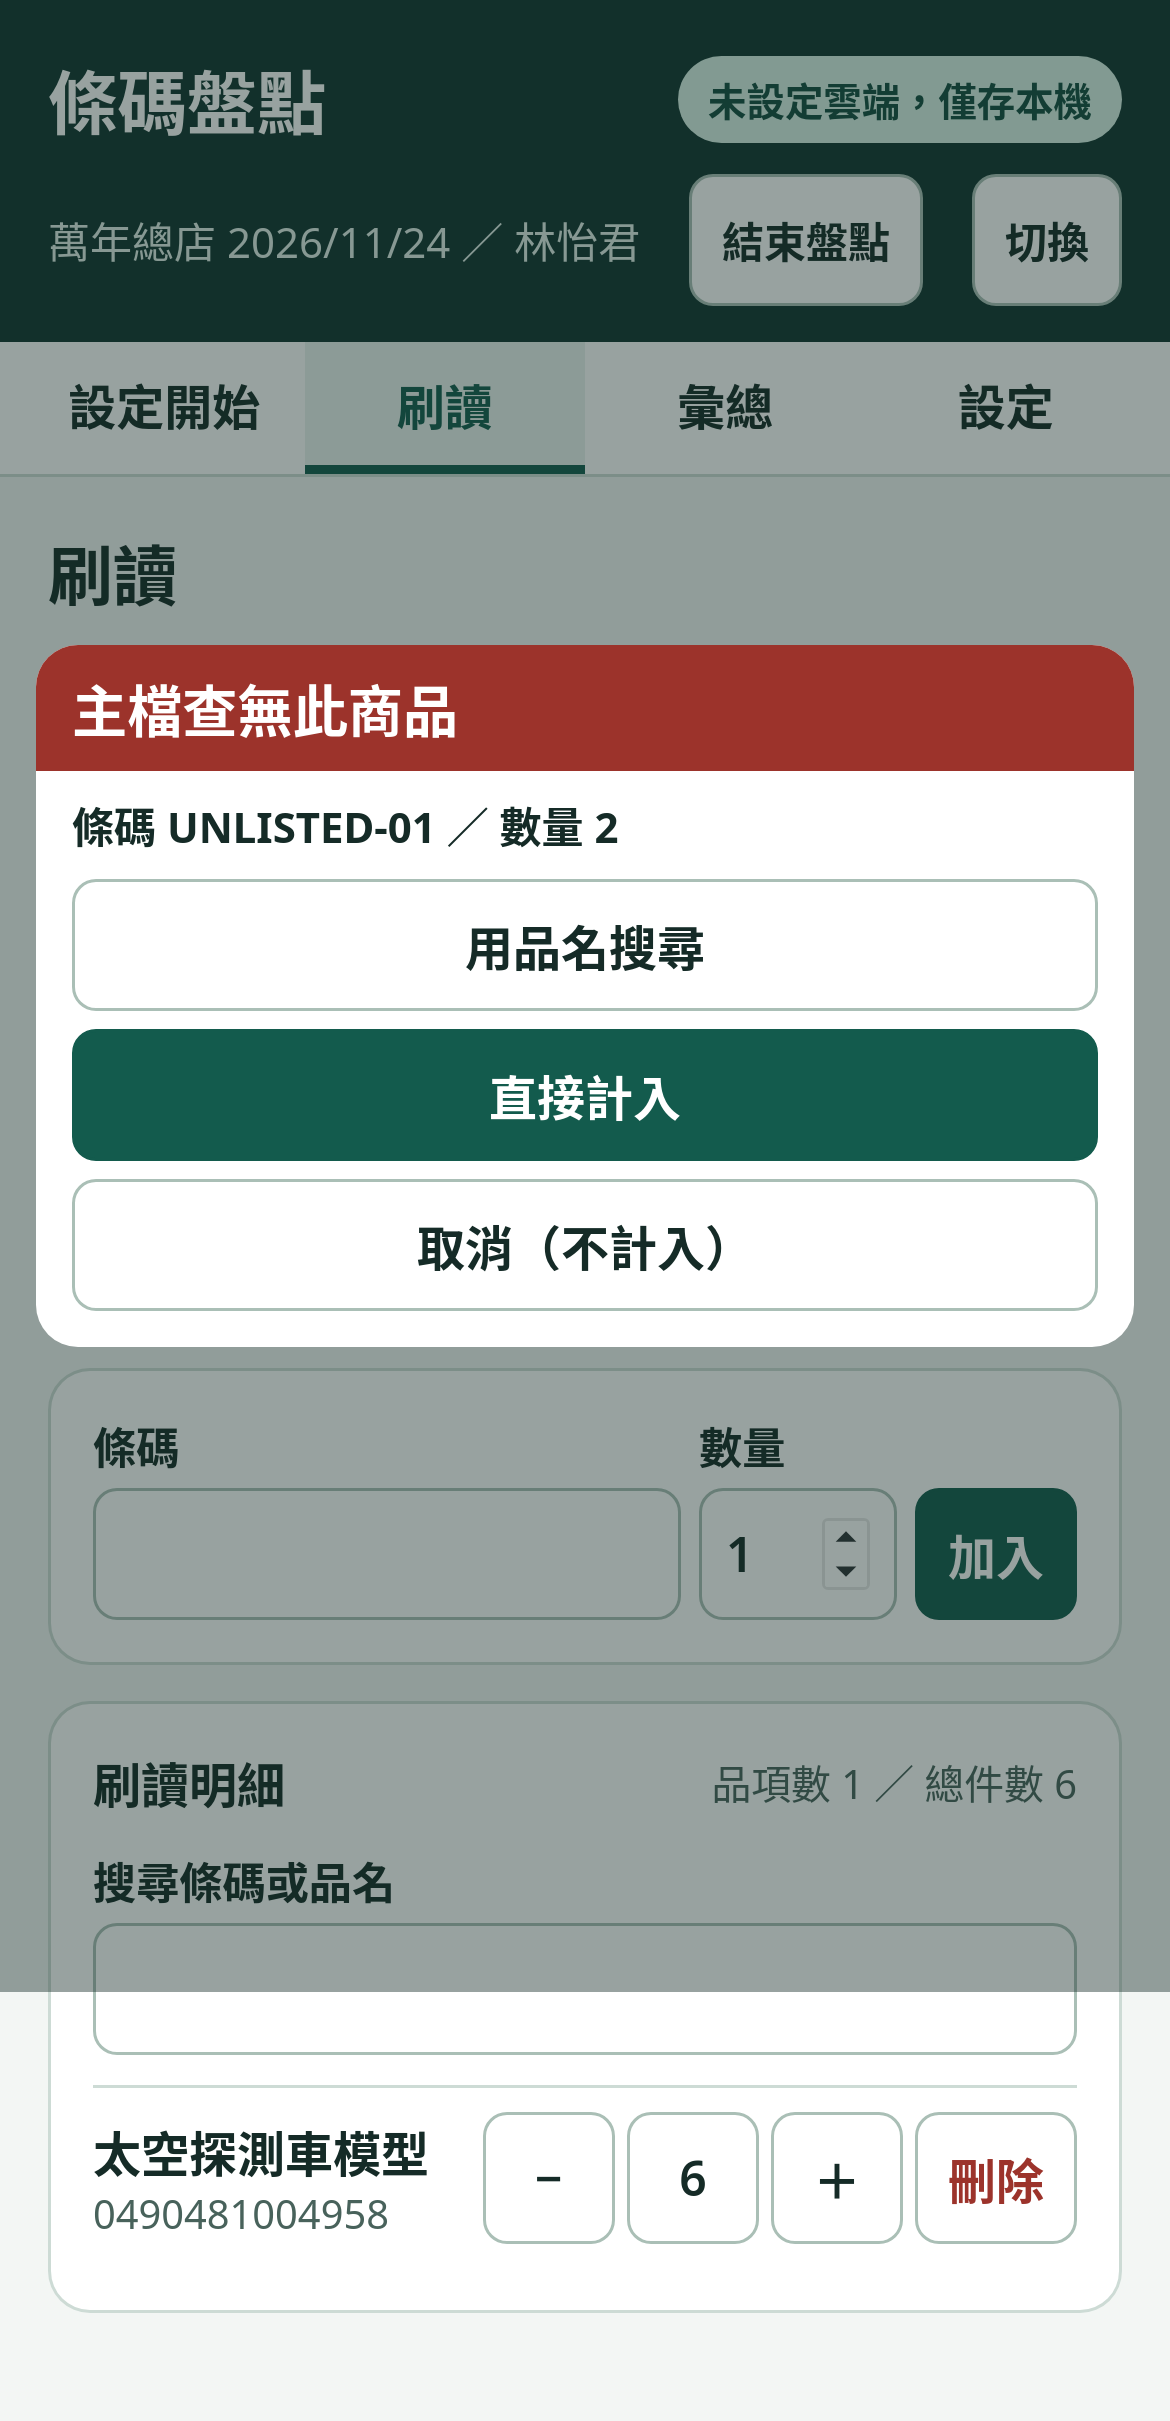 條碼盤點
未設定雲端，僅存本機
萬年總店 2026/11/24 ／ 林怡君
結束盤點
切換
設定開始
刷讀
彙總
設定
刷讀
主檔查無此商品
條碼 UNLISTED-01 ／ 數量 2
用品名搜尋
直接計入
取消（不計入）
條碼
數量
1
加入
刷讀明細
品項數 1 ／ 總件數 6
搜尋條碼或品名
太空探測車模型
0490481004958
−
6
＋
刪除